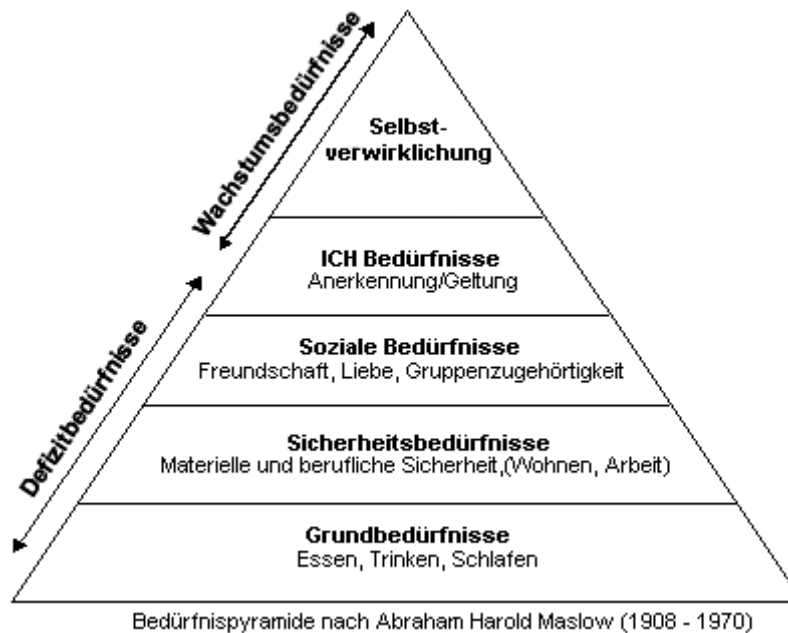 Wachstumsbedürfnisse
Defizitbedürfnisse
Selbst-
verwirklichung
ICH Bedürfnisse
Anerkennung/Geltung
Soziale Bedürfnisse
Freundschaft, Liebe, Gruppenzugehörtigkeit
Sicherheitsbedürfnisse
Materielle und berufliche Sicherheit,(Wohnen, Arbeit)
Grundbedürfnisse
Essen, Trinken, Schlafen
Bedürfnispyramide nach Abraham Harold Maslow (1908 - 1970)